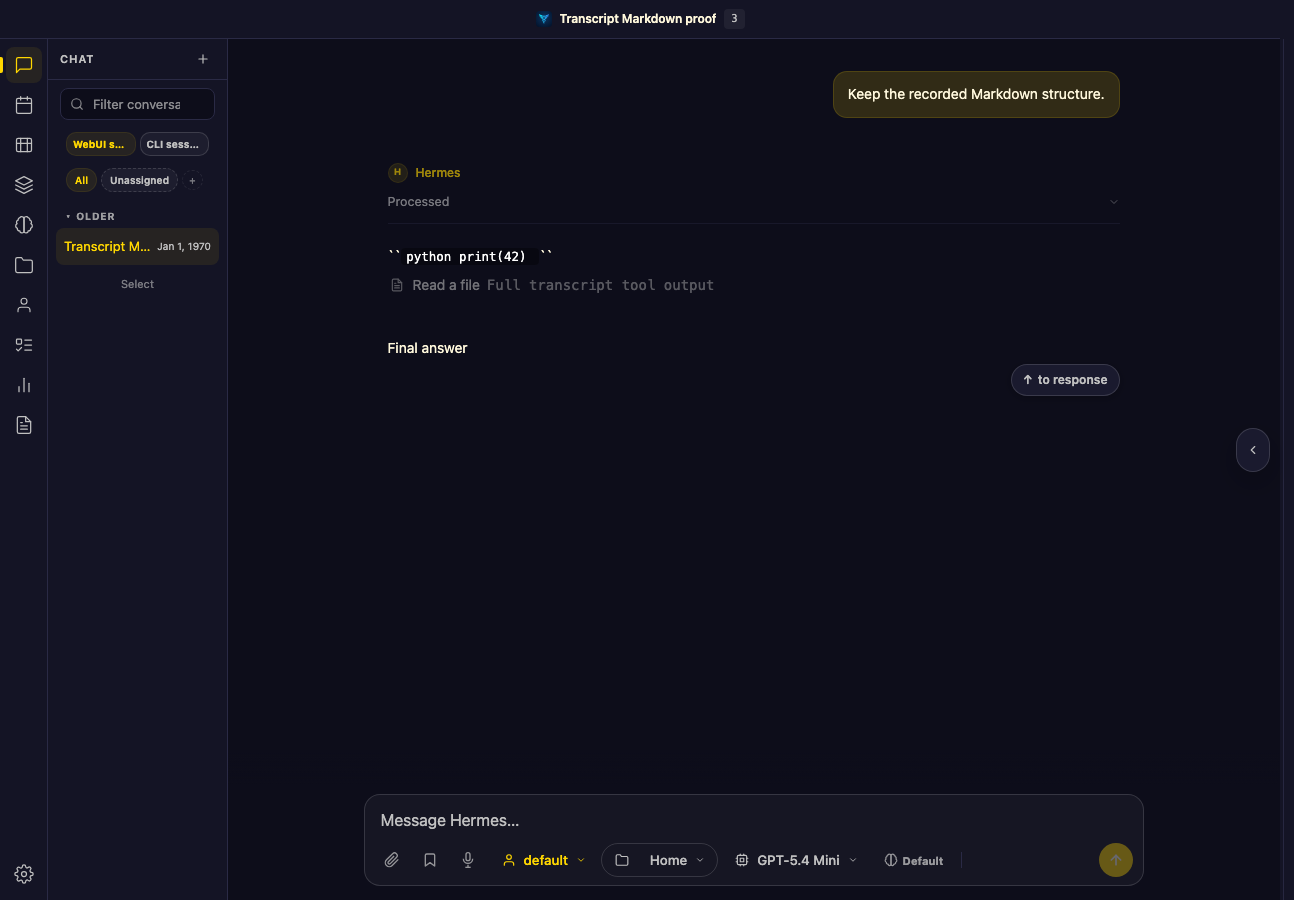 Transcript Markdown proof 3
CHAT +
Filter conversa
WebUI s... CLI sess...
All Unassigned +
OLDER
Transcript M... Jan 1, 1970
Select
Keep the recorded Markdown structure.
H Hermes
Processed
`` python print(42) ``
Read a file Full transcript tool output
Final answer
↑ to response
Message Hermes...
default Home GPT-5.4 Mini Default